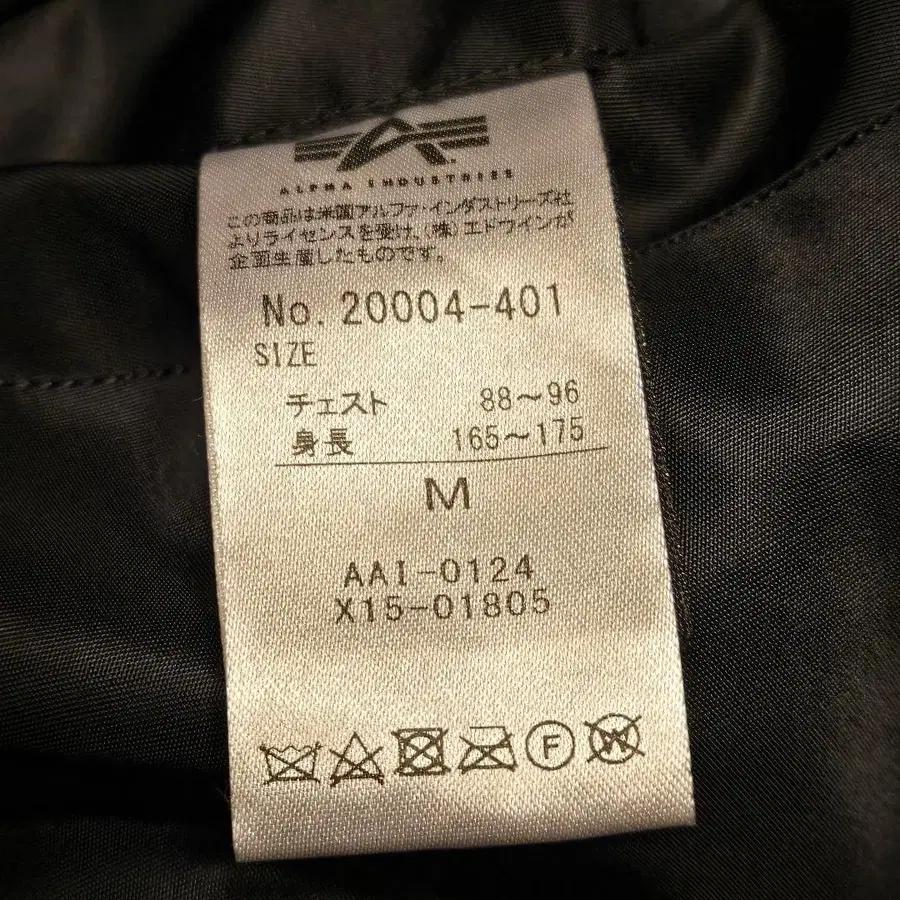 ALPHA INDUSTRIES
この商品は米国アルファ・インダストリーズ社
よりライセンスを受け、(株)エドウインが
企画生産したものです。
No. 20004-401
SIZE
チェスト 88〜96
身長 165〜175
M
AAI-0124
X15-01805
F W